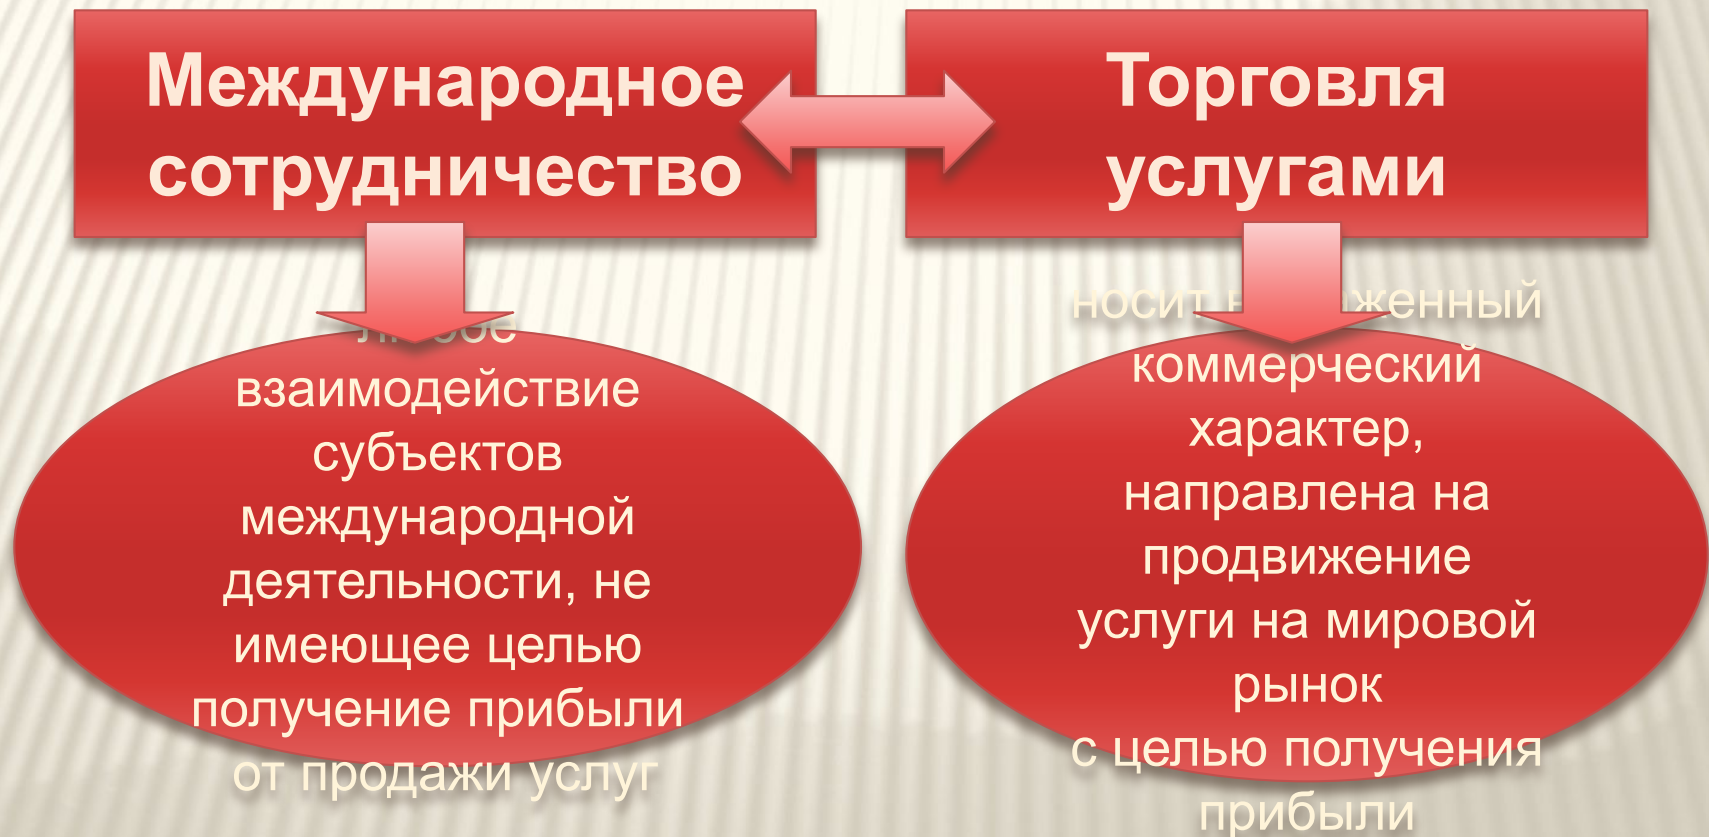 Международное
сотрудничество
Торговля
услугами
любое
взаимодействие
субъектов
международной
деятельности, не
имеющее целью
получение прибыли
от продажи услуг
носит
коммерческий
характер,
направлена на
продвижение
услуги на мировой
рынок
с целью получения
прибыли